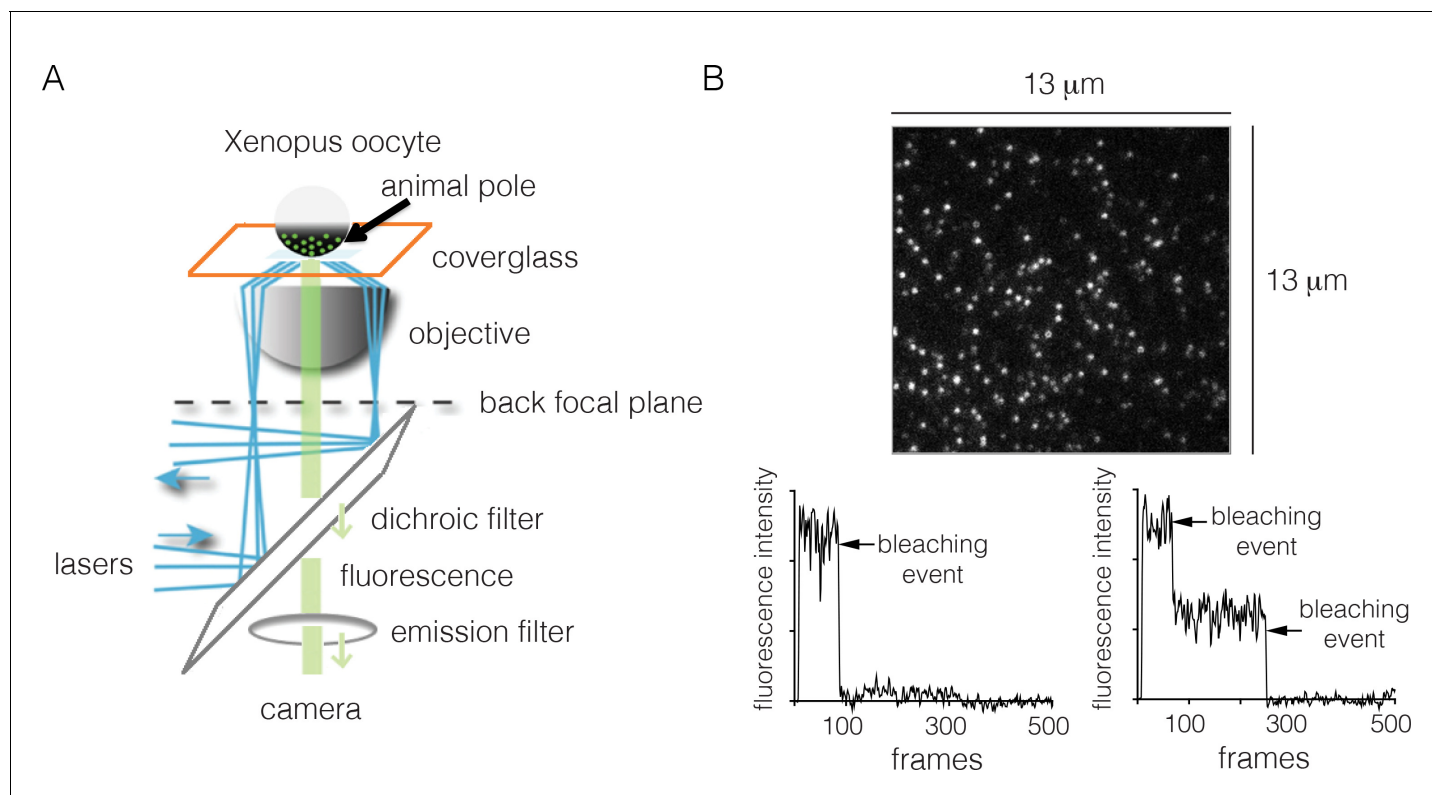 A
Xenopus oocyte
animal pole
coverglass
objective
back focal plane
dichroic filter
lasers
fluorescence
emission filter
camera
B
13 μm
13 μm
fluorescence intensity
bleaching
event
100
300
500
frames
fluorescence intensity
bleaching
event
bleaching
event
100
300
500
frames